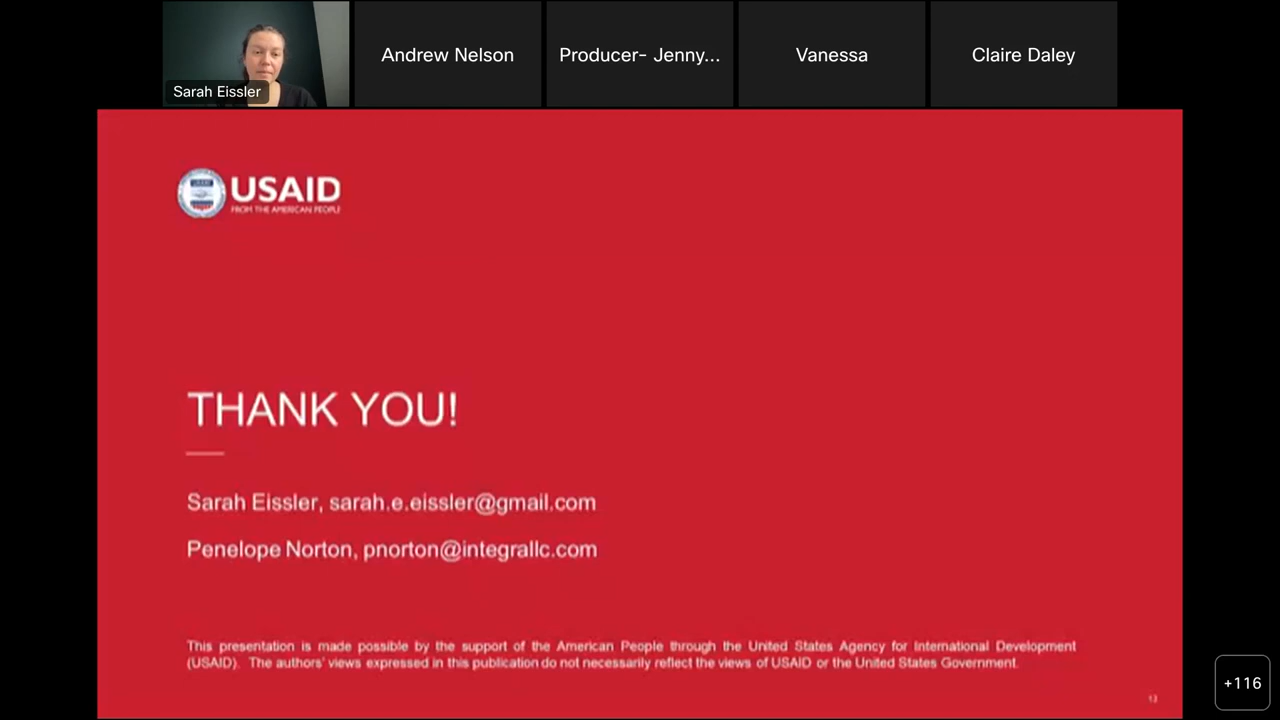 Sarah Eissler
Andrew Nelson
Producer- Jenny...
Vanessa
Claire Daley
USAID
FROM THE AMERICAN PEOPLE
THANK YOU!
Sarah Eissler, sarah.e.eissler@gmail.com
Penelope Norton, pnorton@integrallc.com
This presentation is made possible by the support of the American People through the United States Agency for International Development
(USAID). The authors' views expressed in this publication do not necessarily reflect the views of USAID or the United States Government.
13
+116